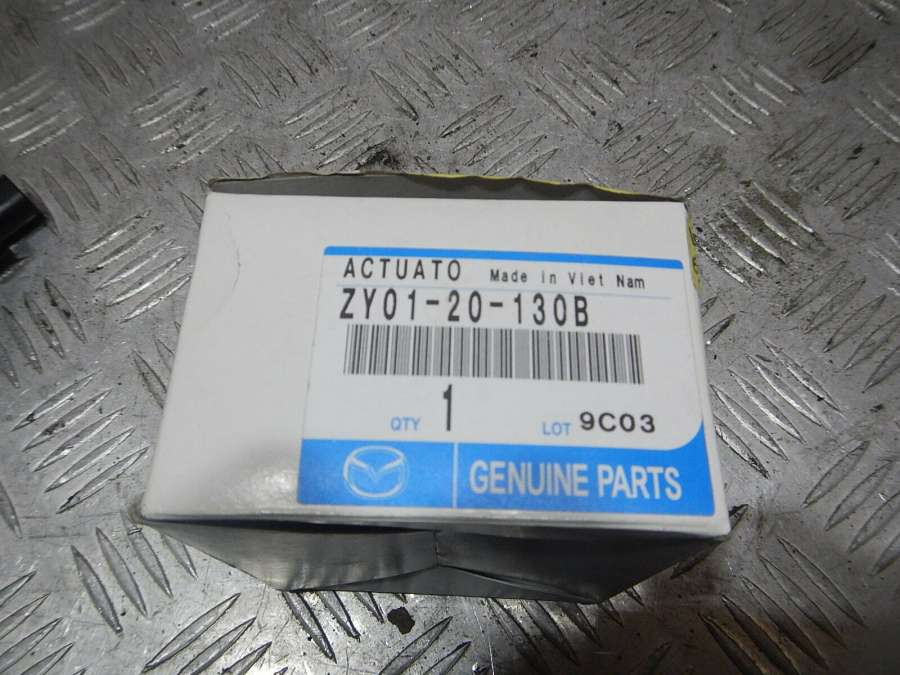 ACTUATO Made in Viet Nam
ZY01-20-130B
QTY 1 LOT 9C03
GENUINE PARTS